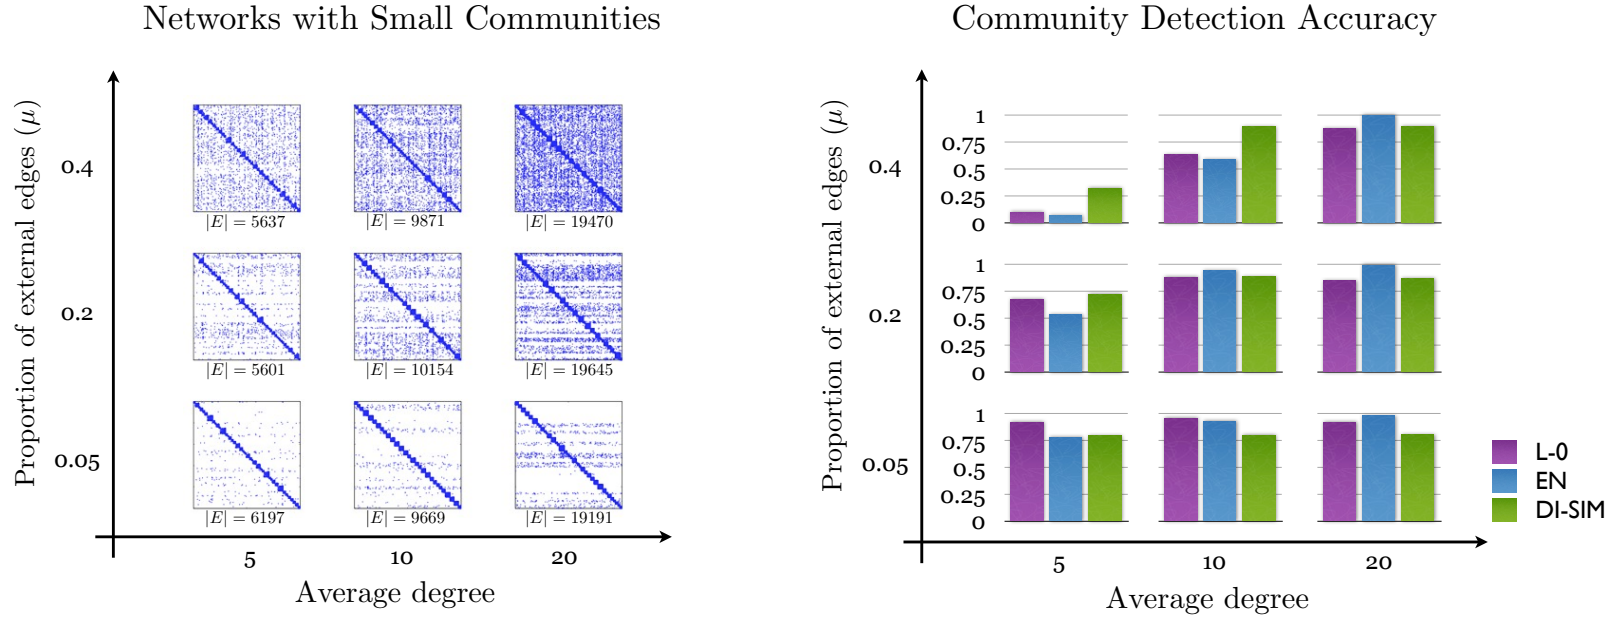 Networks with Small Communities
Proportion of external edges (μ)
0.4
|E| = 5637
|E| = 9871
|E| = 19470
0.2
|E| = 5601
|E| = 10154
|E| = 19645
0.05
|E| = 6197
|E| = 9669
|E| = 19191
5
10
20
Average degree
Community Detection Accuracy
Proportion of external edges (μ)
0.4
1
0.75
0.5
0.25
0
0.2
1
0.75
0.5
0.25
0
0.05
1
0.75
0.5
0.25
0
5
10
20
Average degree
L-0
EN
DI-SIM